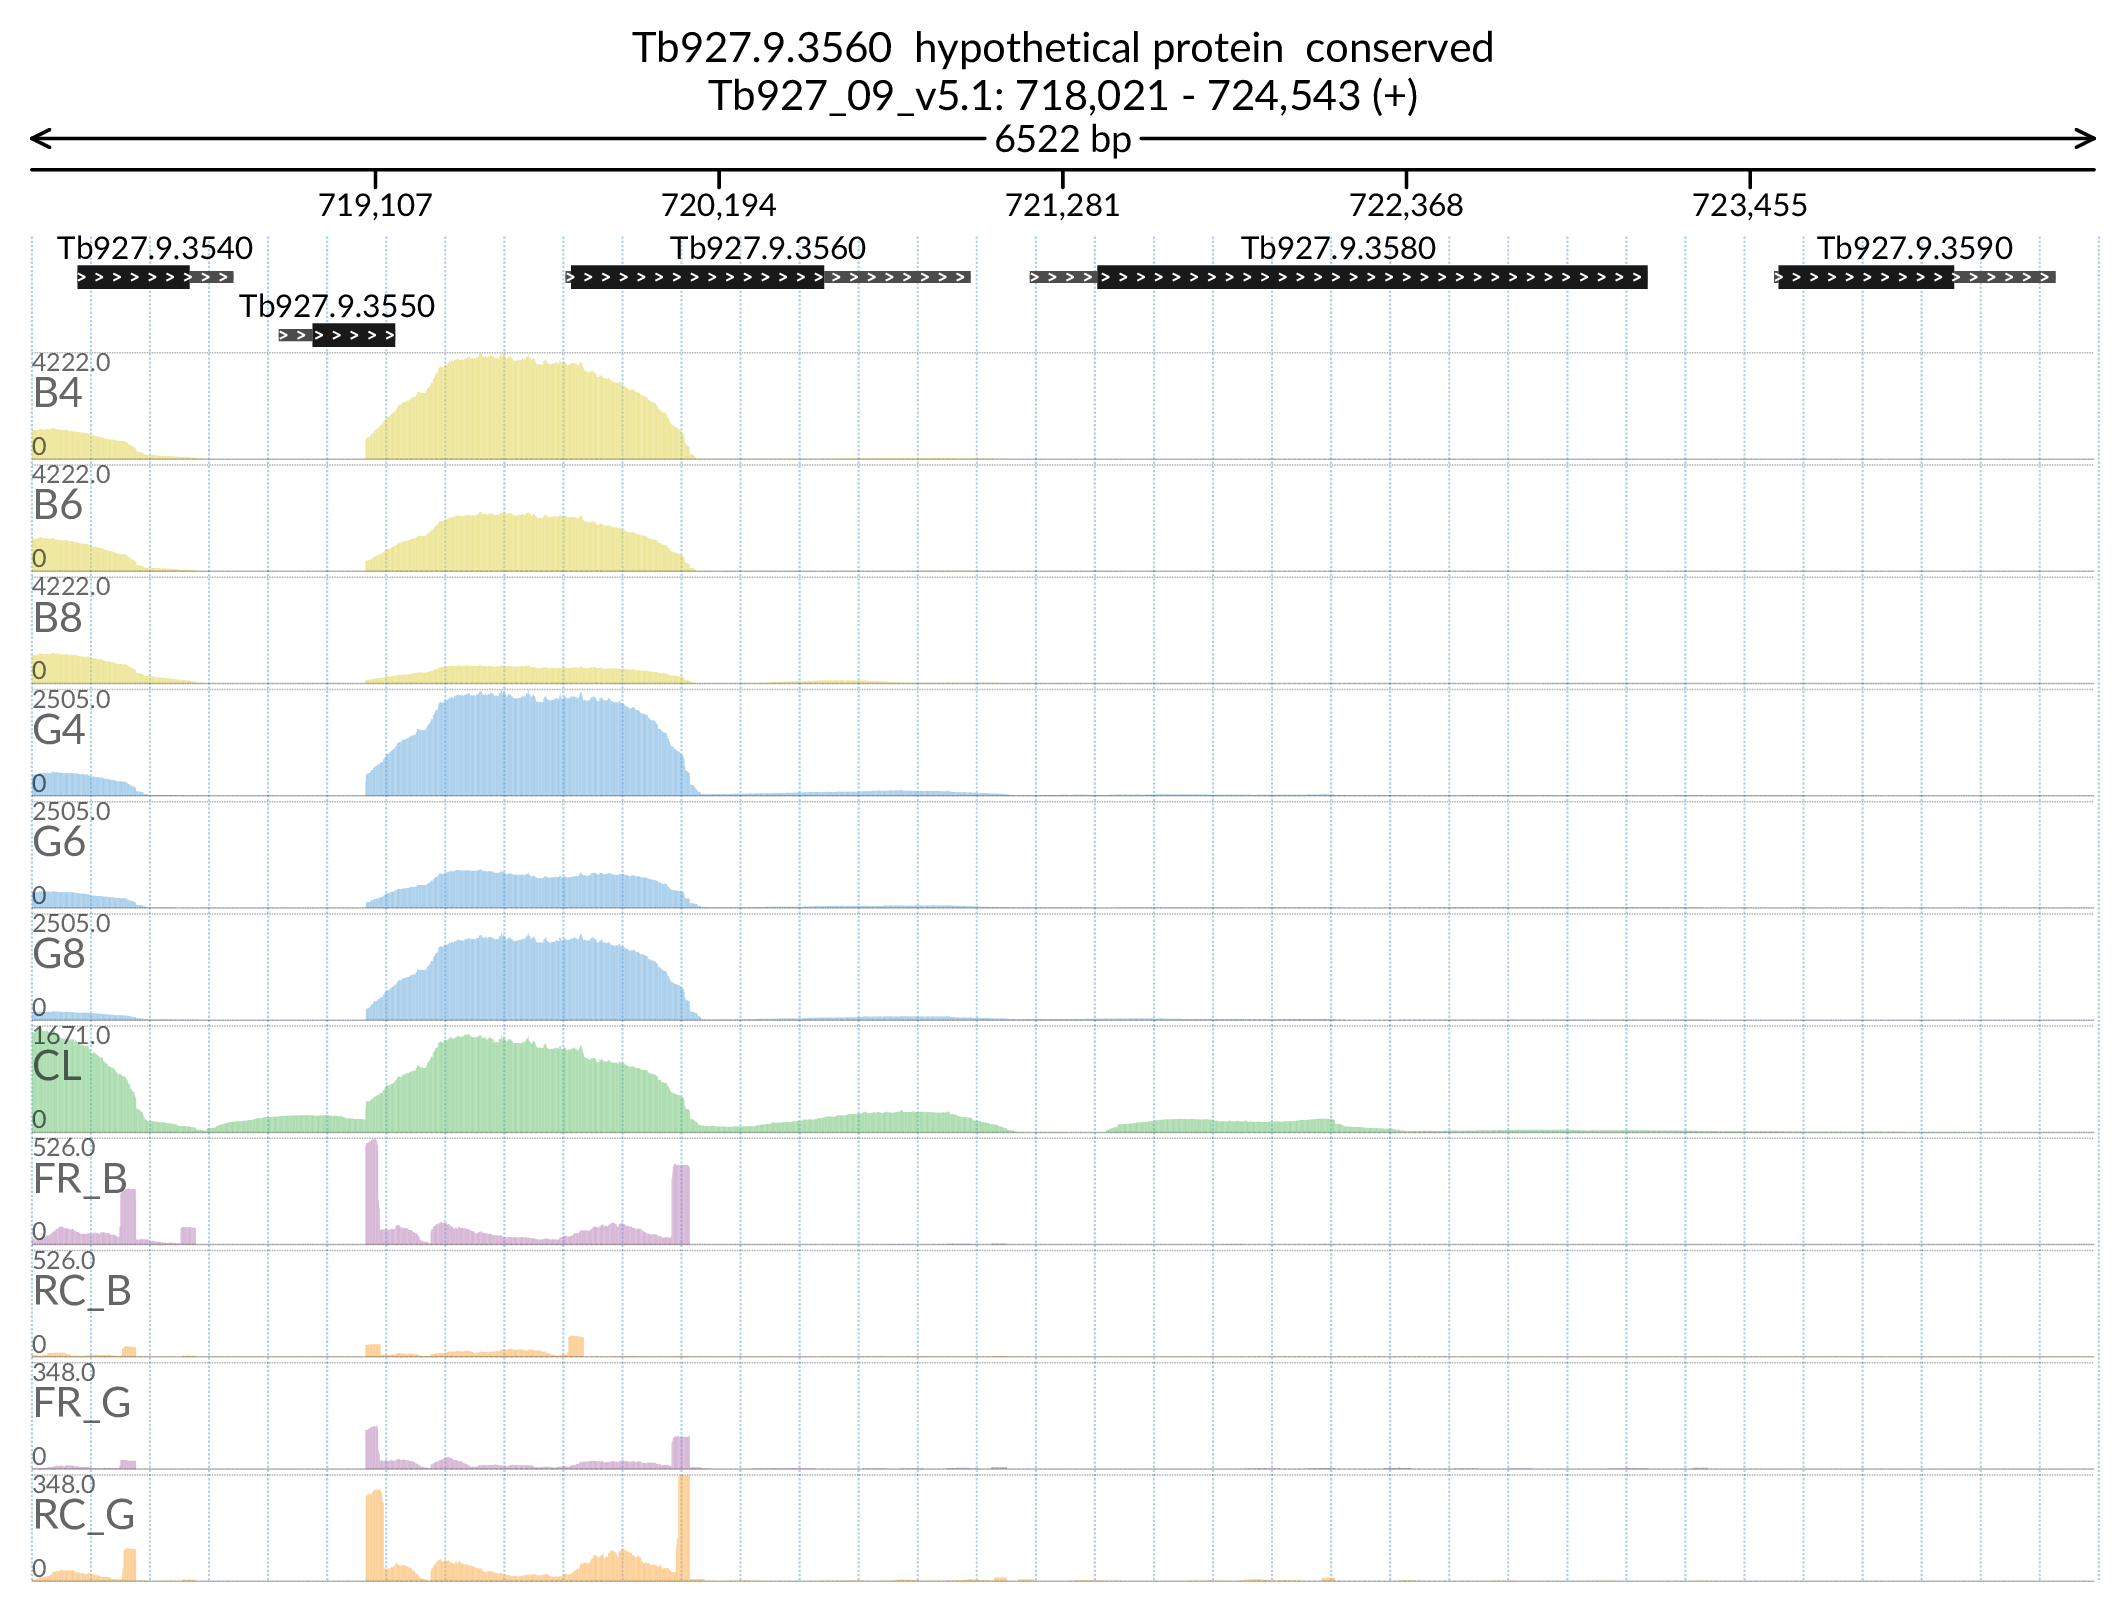 Tb927.9.3560  hypothetical protein  conserved
Tb927_09_v5.1: 718,021 - 724,543 (+)
6522 bp
719,107 720,194 721,281 722,368 723,455
Tb927.9.3540 Tb927.9.3560 Tb927.9.3580 Tb927.9.3590
Tb927.9.3550
4222.0
B4
0
4222.0
B6
0
4222.0
B8
0
2505.0
G4
0
2505.0
G6
0
2505.0
G8
0
1671.0
CL
0
526.0
FR_B
0
526.0
RC_B
0
348.0
FR_G
0
348.0
RC_G
0